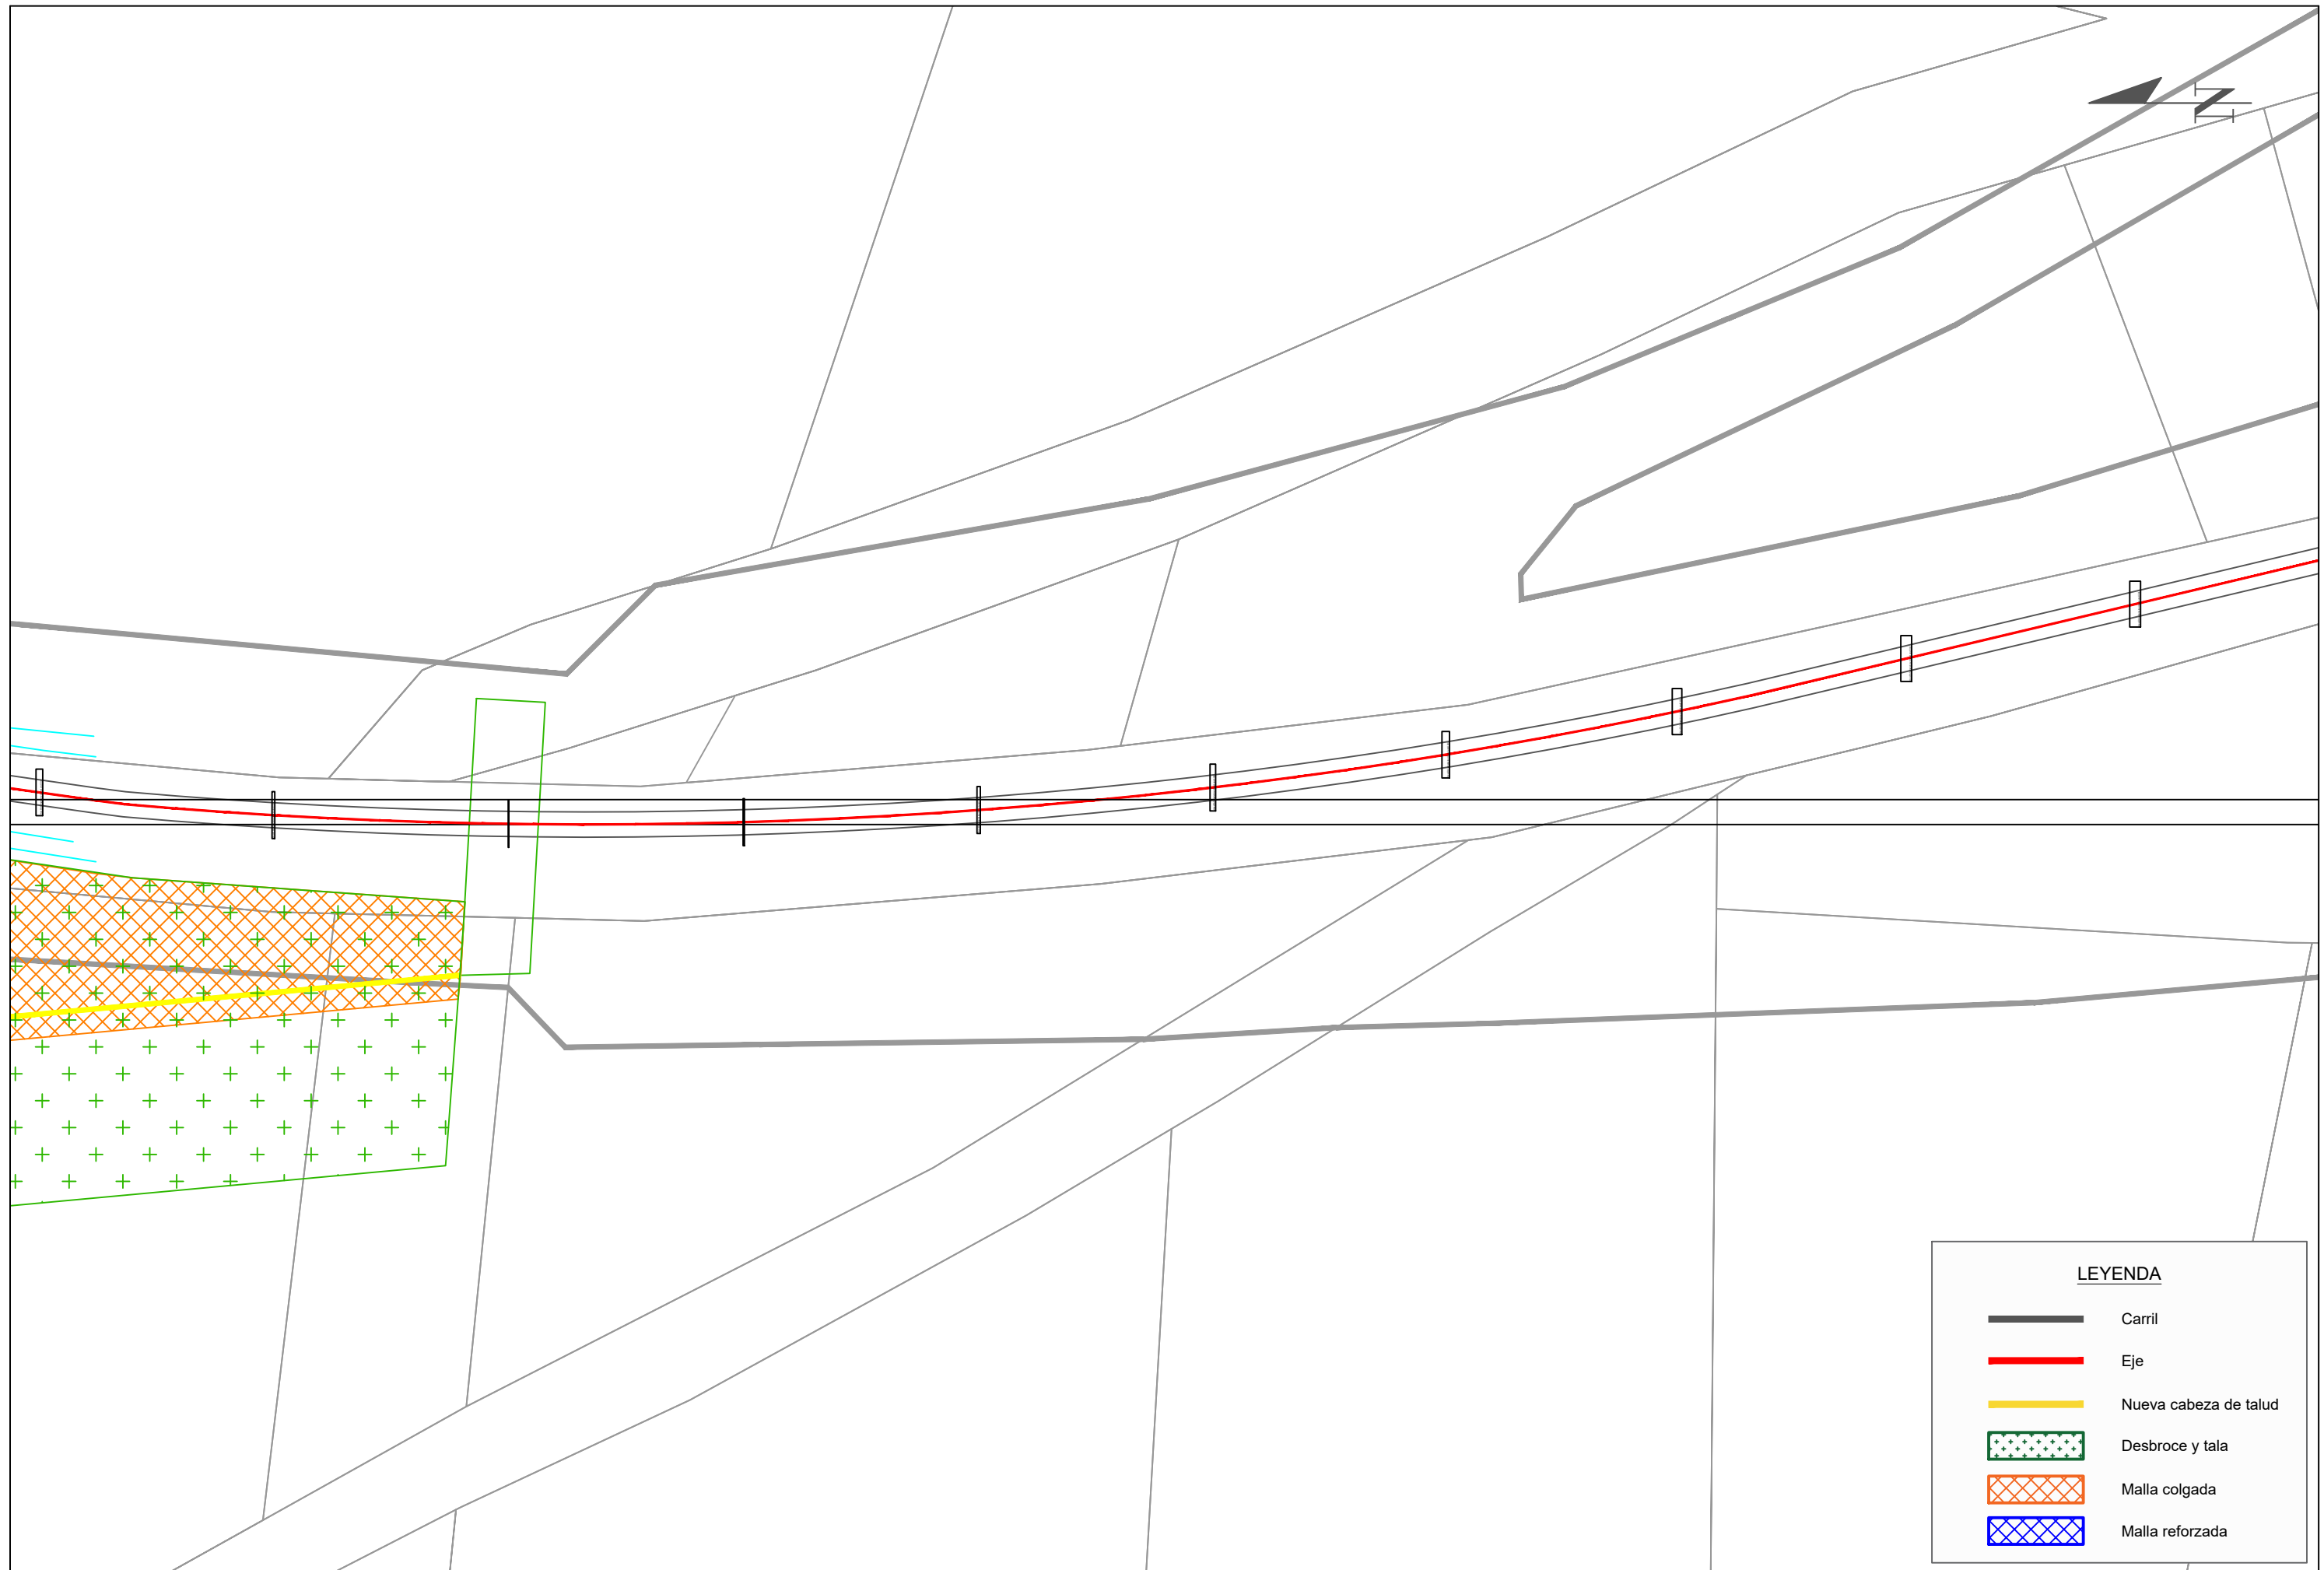 N
LEYENDA
Carril
Eje
Nueva cabeza de talud
Desbroce y tala
Malla colgada
Malla reforzada